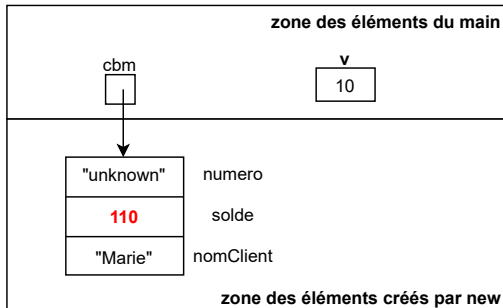 zone des éléments du main
cbm
v
10
"unknown" numero
110 solde
"Marie" nomClient
zone des éléments créés par new